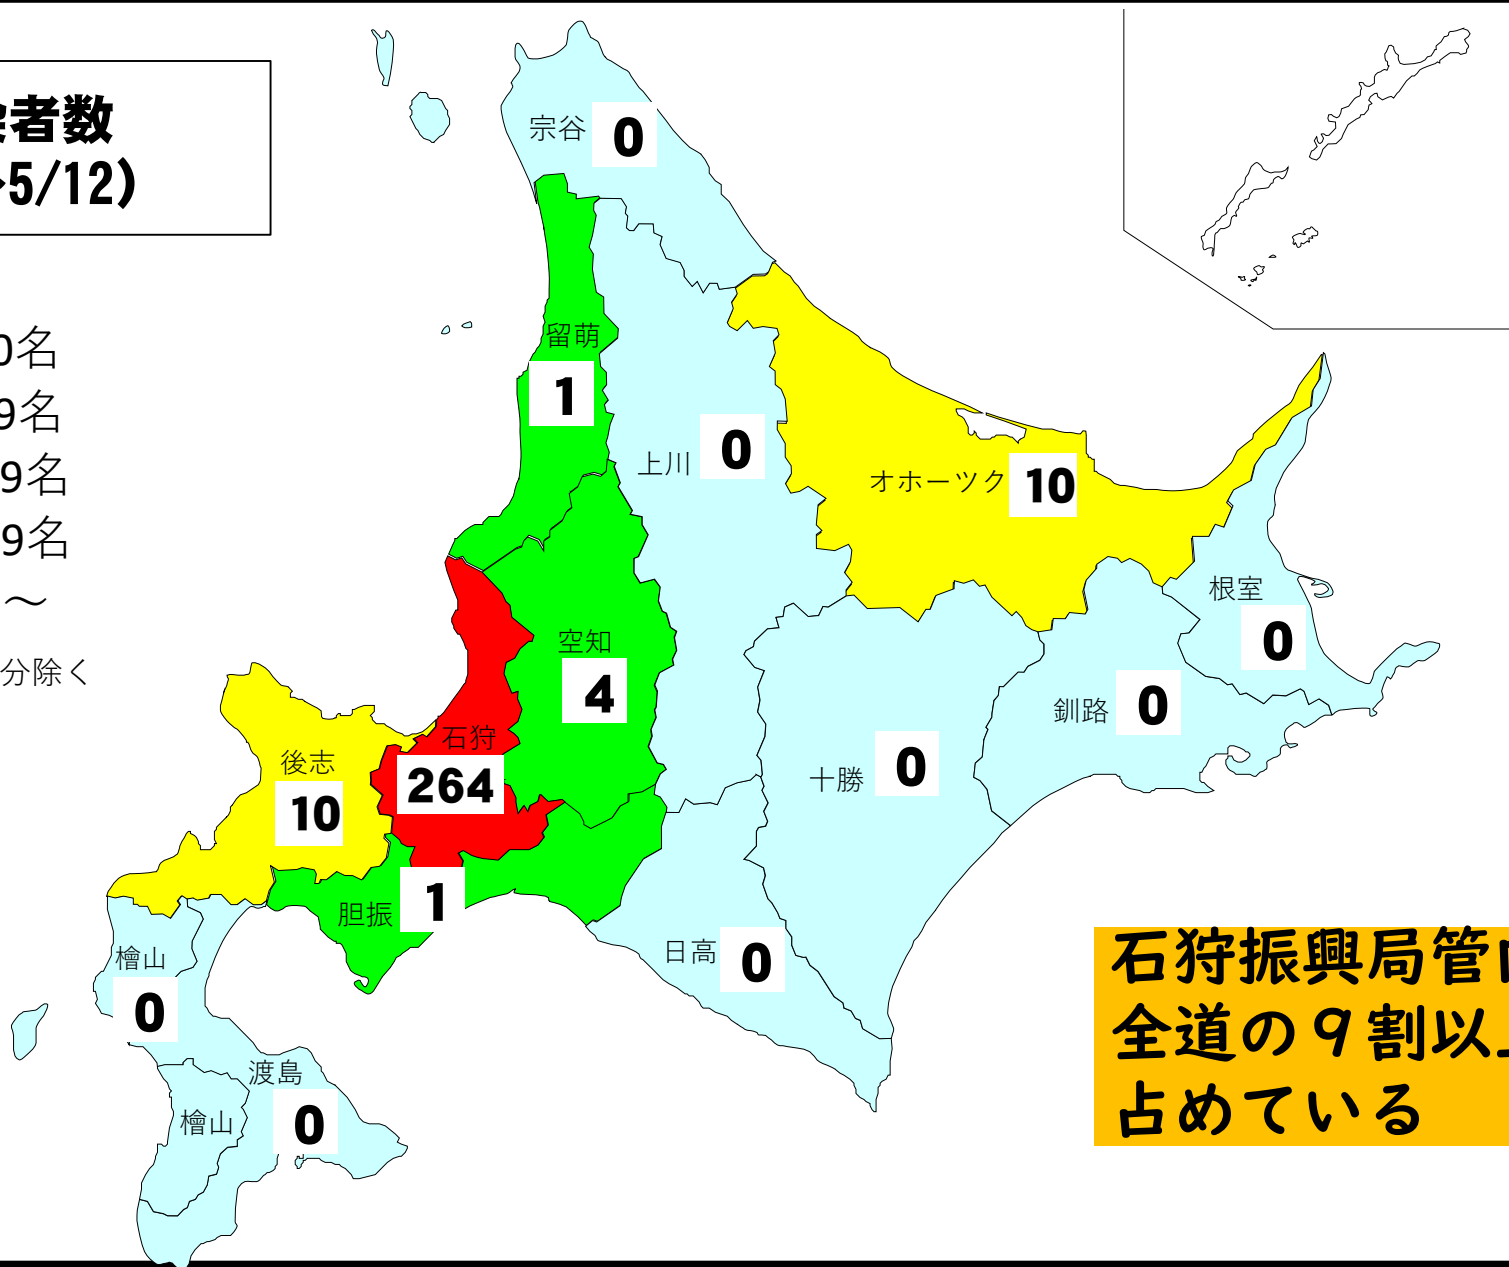 者数
5/12)
0名
9名
9名
9名
～
分除く
宗谷 0
留萌
1
上川 0
オホーツク 10
根室
0
空知
4
釧路 0
石狩
264
後志
10
十勝 0
胆振 1
日高 0
檜山
0
渡島
0
檜山
石狩振興局管
全道の９割以
占めている